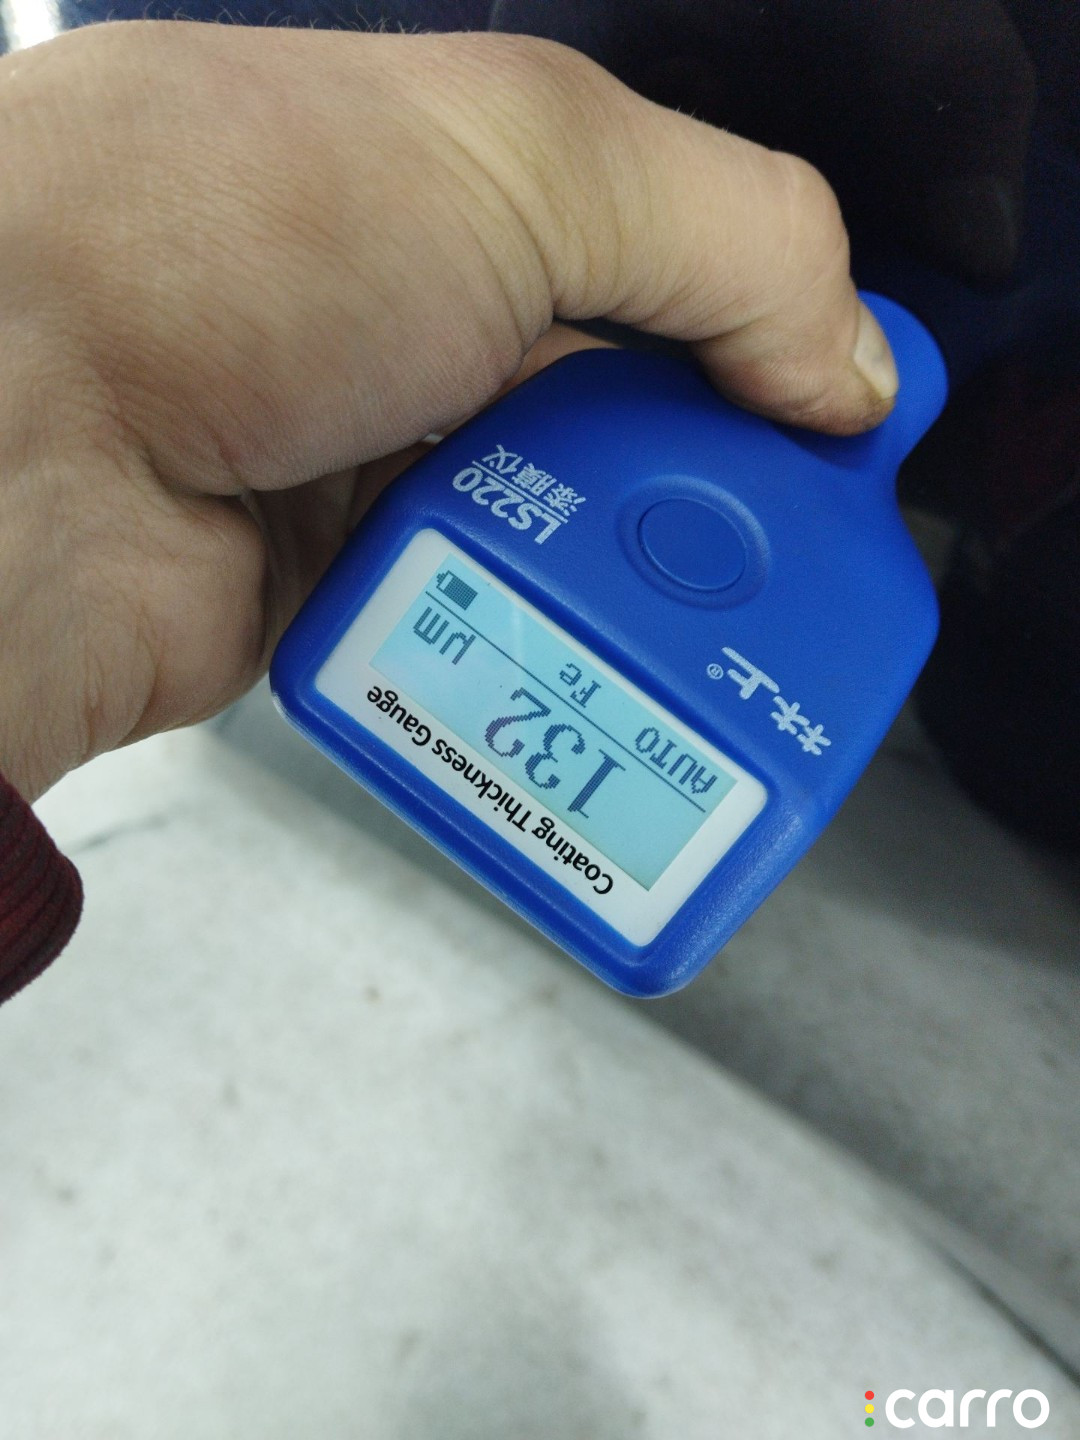 林上®
LS220
漆膜仪
AUTO Fe
132 μm
Coating Thickness Gauge
carro